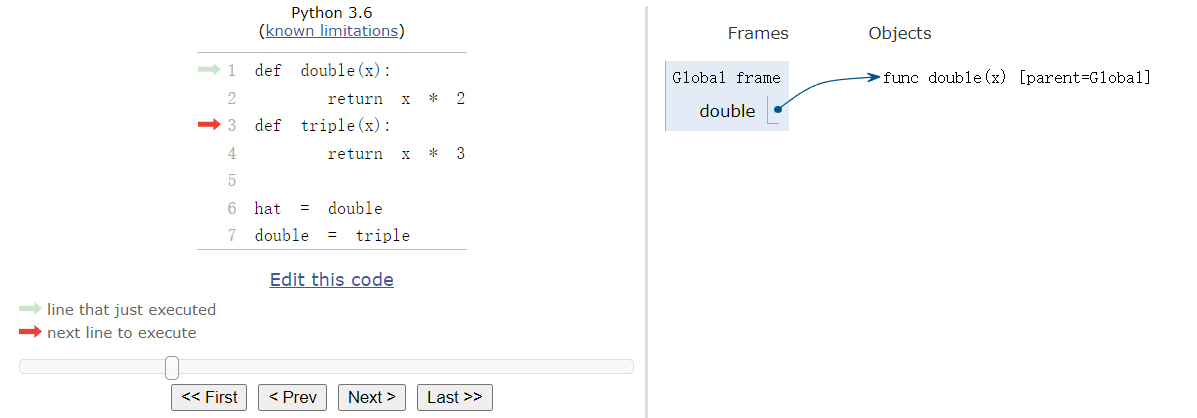 Python 3.6
(known limitations)
1 def double(x):
2 return x * 2
3 def triple(x):
4 return x * 3
5
6 hat = double
7 double = triple
Edit this code
line that just executed
next line to execute
<< First < Prev Next > Last >>
Frames Objects
Global frame func double(x) [parent=Global]
double